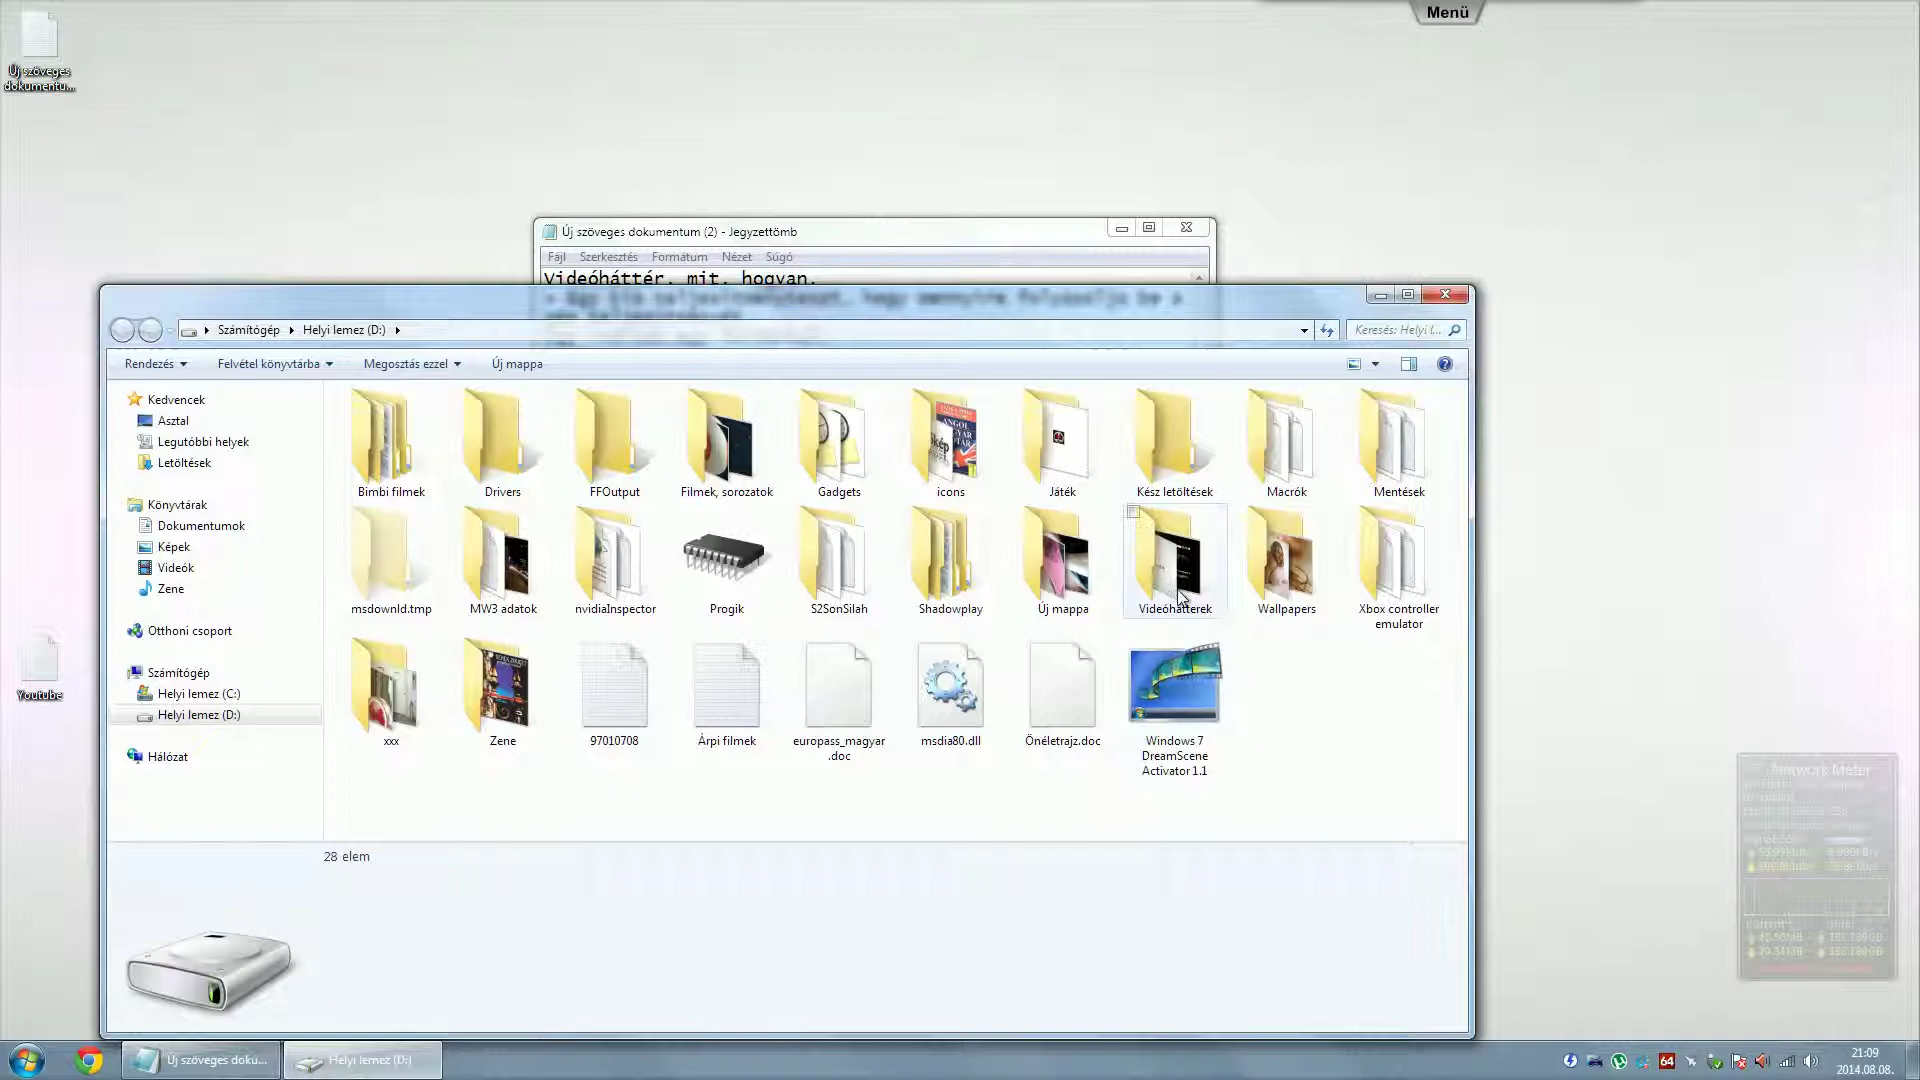 Menü
Új szöveges
dokumentu...
Új szöveges dokumentum (2) - Jegyzettömb
Fájl Szerkesztés Formátum Nézet Súgó
Videóháttér, mit, hogyan.
Számítógép Helyi lemez (D:)
Keresés: Helyi l...
Rendezés Felvétel könyvtárba Megosztás ezzel Új mappa
Kedvencek
Asztal
Legutóbbi helyek
Letöltések
Könyvtárak
Dokumentumok
Képek
Videók
Zene
Otthoni csoport
Számítógép
Helyi lemez (C:)
Helyi lemez (D:)
Hálózat
Bimbi filmek
Drivers
FFOutput
Filmek, sorozatok
Gadgets
icons
Játék
Kész letöltések
Macrók
Mentések
msdownld.tmp
MW3 adatok
nvidiaInspector
Progik
S2SonSilah
Shadowplay
Új mappa
Videóhátterek
Wallpapers
Xbox controller
emulator
xxx
Zene
97010708
Árpi filmek
europass_magyar
.doc
msdia80.dll
Önéletrajz.doc
Windows 7
DreamScene
Activator 1.1
28 elem
Youtube
Network Meter
Új szöveges doku...
Helyi lemez (D:)
64
21:09
2014.08.08.